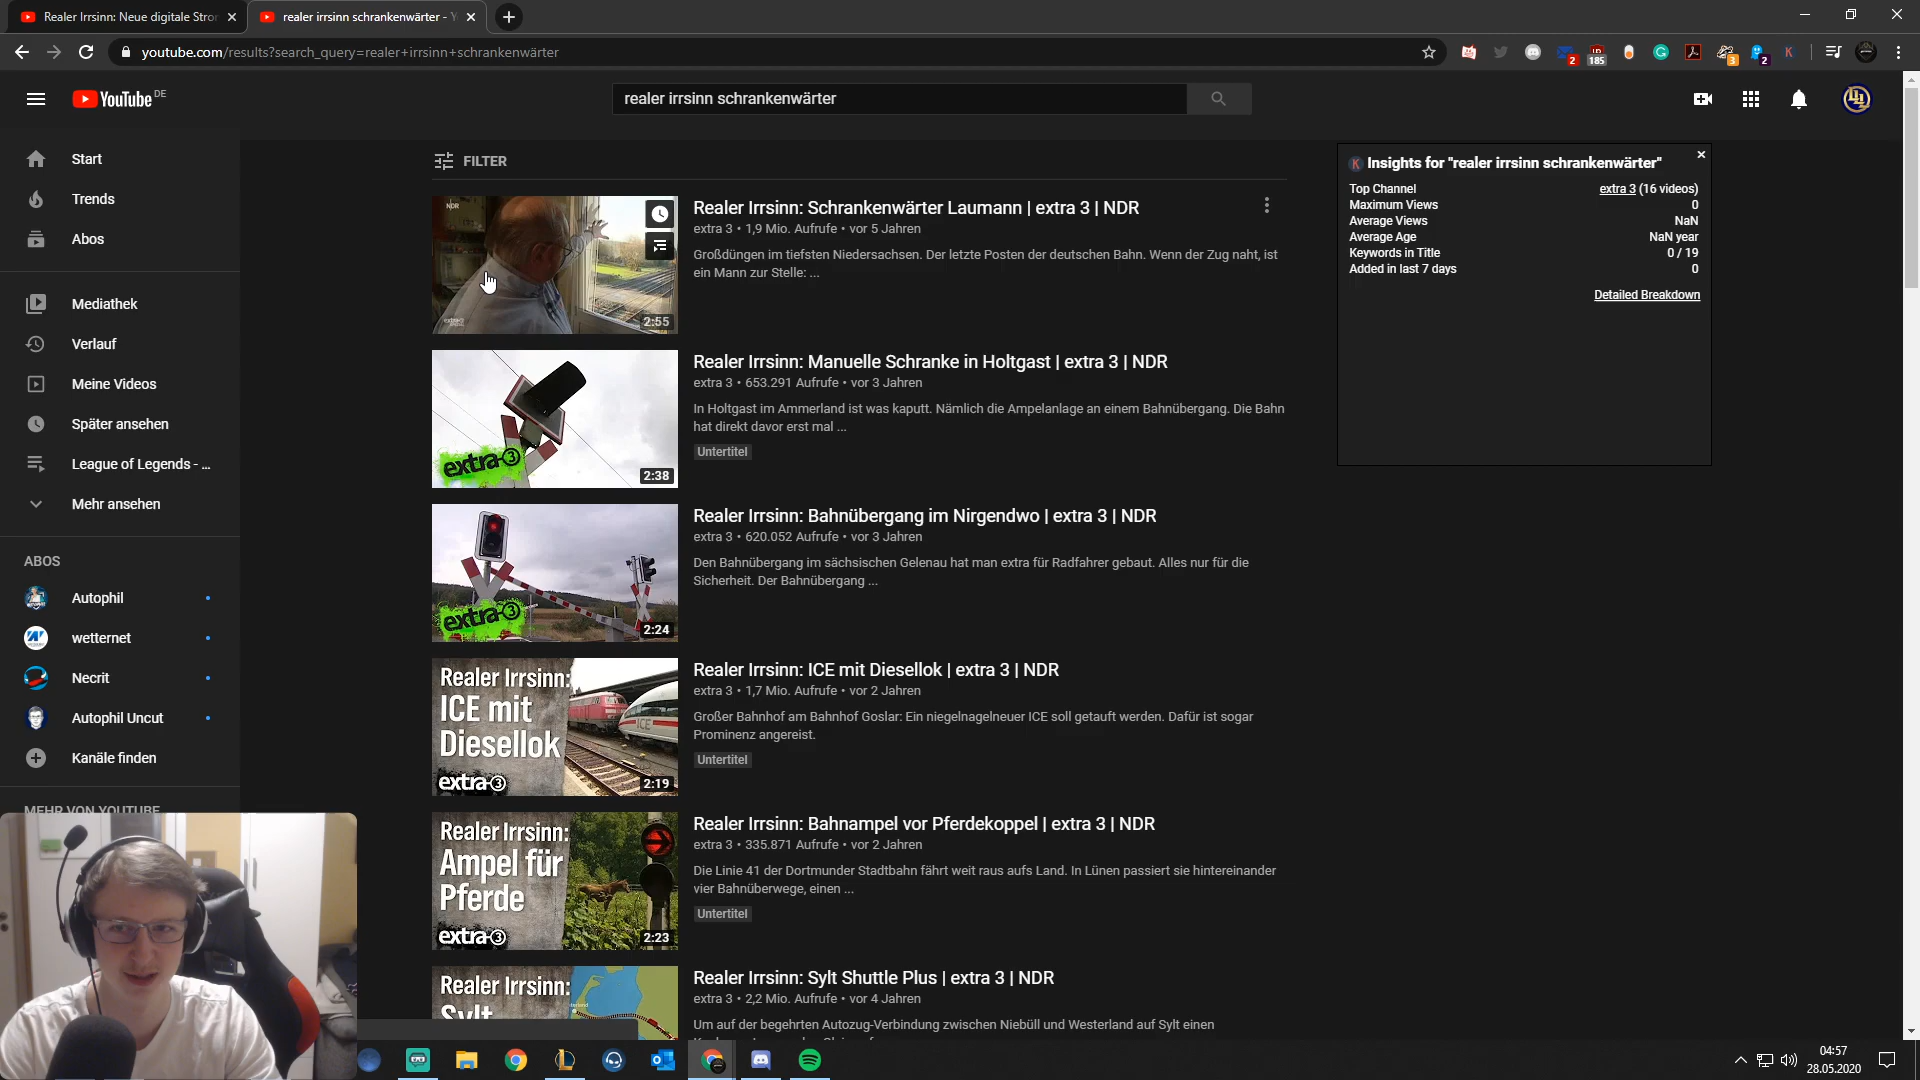 Realer Irrsinn: Neue digitale Stror
realer irrsinn schrankenwärter - Y
youtube.com/results?search_query=realer+irrsinn+schrankenwärter
2
185
3
2
YouTube DE
realer irrsinn schrankenwärter
Start
Trends
Abos
Mediathek
Verlauf
Meine Videos
Später ansehen
League of Legends - ...
Mehr ansehen
ABOS
Autophil
wetternet
Necrit
Autophil Uncut
Kanäle finden
MEHR VON YOUTUBE
FILTER
NDR
2:55
Realer Irrsinn: Schrankenwärter Laumann | extra 3 | NDR
extra 3 • 1,9 Mio. Aufrufe • vor 5 Jahren
Großdüngen im tiefsten Niedersachsen. Der letzte Posten der deutschen Bahn. Wenn der Zug naht, ist
ein Mann zur Stelle: ...
extra 3
2:38
Realer Irrsinn: Manuelle Schranke in Holtgast | extra 3 | NDR
extra 3 • 653.291 Aufrufe • vor 3 Jahren
In Holtgast im Ammerland ist was kaputt. Nämlich die Ampelanlage an einem Bahnübergang. Die Bahn
hat direkt davor erst mal ...
Untertitel
extra 3
2:24
Realer Irrsinn: Bahnübergang im Nirgendwo | extra 3 | NDR
extra 3 • 620.052 Aufrufe • vor 3 Jahren
Den Bahnübergang im sächsischen Gelenau hat man extra für Radfahrer gebaut. Alles nur für die
Sicherheit. Der Bahnübergang ...
Realer Irrsinn:
ICE mit
Diesellok
extra 3
2:19
Realer Irrsinn: ICE mit Diesellok | extra 3 | NDR
extra 3 • 1,7 Mio. Aufrufe • vor 2 Jahren
Großer Bahnhof am Bahnhof Goslar: Ein niegelnagelneuer ICE soll getauft werden. Dafür ist sogar
Prominenz angereist.
Untertitel
Realer Irrsinn:
Ampel für
Pferde
extra 3
2:23
Realer Irrsinn: Bahnampel vor Pferdekoppel | extra 3 | NDR
extra 3 • 335.871 Aufrufe • vor 2 Jahren
Die Linie 41 der Dortmunder Stadtbahn fährt weit raus aufs Land. In Lünen passiert sie hintereinander
vier Bahnüberwege, einen ...
Untertitel
Realer Irrsinn:
Sylt
Realer Irrsinn: Sylt Shuttle Plus | extra 3 | NDR
extra 3 • 2,2 Mio. Aufrufe • vor 4 Jahren
Um auf der begehrten Autozug-Verbindung zwischen Niebüll und Westerland auf Sylt einen
K Insights for "realer irrsinn schrankenwärter"
Top Channel extra 3 (16 videos)
Maximum Views 0
Average Views NaN
Average Age NaN year
Keywords in Title 0 / 19
Added in last 7 days 0
Detailed Breakdown
04:57
28.05.2020